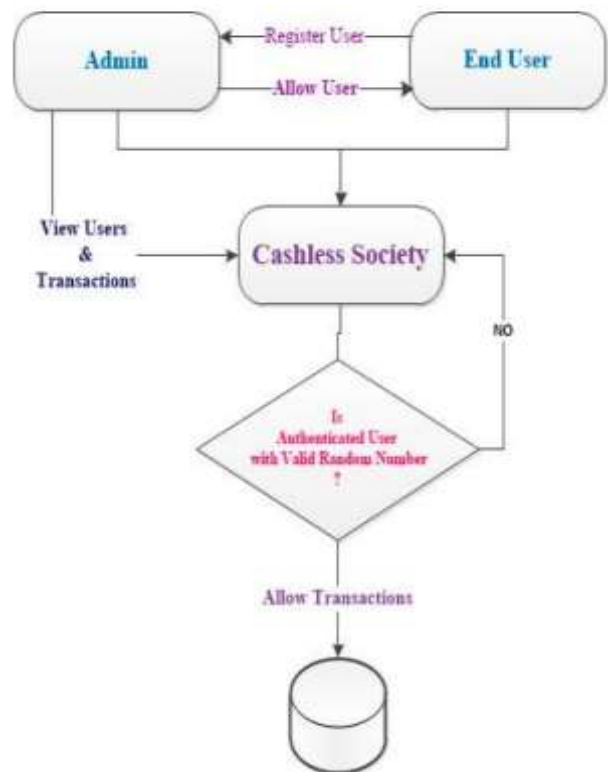 Register User
Admin
End User
Allow User
View Users
&
Transactions
Cashless Society
NO
Is
Authenticated User
with Valid Random Number
?
Allow Transactions